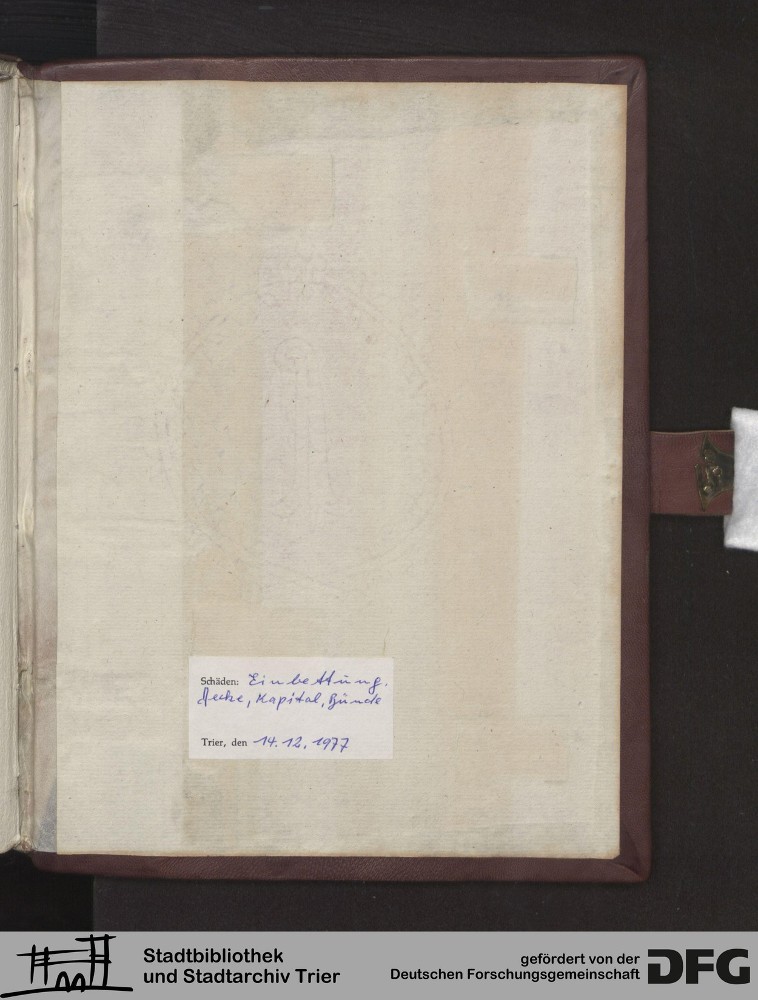 Schäden: Einbettung.
Decke, Kapital, Bünde
Trier, den 14.12.1977
Stadtbibliothek
und Stadtarchiv Trier
gefördert von der
Deutschen Forschungsgemeinschaft
DFG